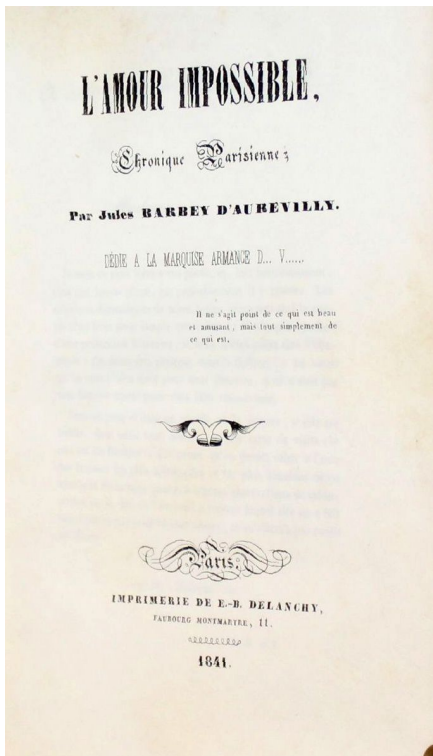 L'AMOUR IMPOSSIBLE,
Chronique Parisienne;
Par Jules BARBEY D'AUREVILLY.
DÉDIÉ A LA MARQUISE ARMANCE D... V......
Il ne s'agit point de ce qui est beau
et amusant, mais tout simplement de
ce qui est.
Paris.
IMPRIMERIE DE E.-B. DELANCHY,
FAUBOURG MONTMARTRE, 11.
1841.